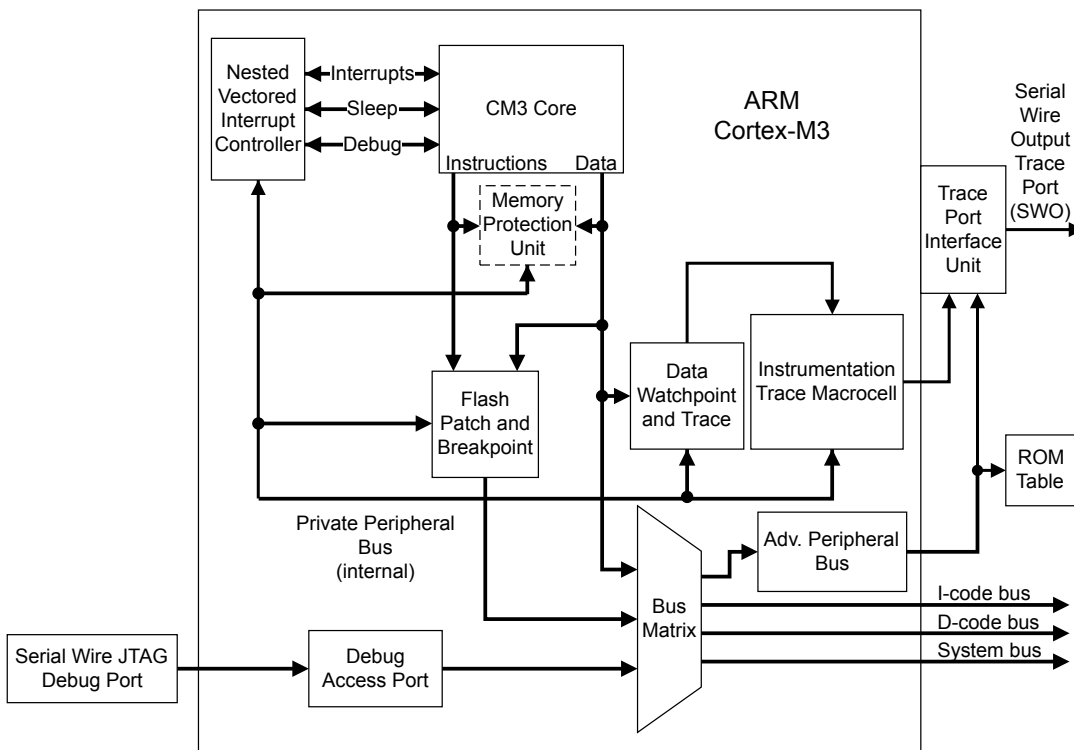 Nested
Vectored
Interrupt
Controller
Interrupts
Sleep
Debug
CM3 Core
Instructions
Data
ARM
Cortex-M3
Serial
Wire
Output
Trace
Port
(SWO)
Memory
Protection
Unit
Trace
Port
Interface
Unit
Flash
Patch and
Breakpoint
Data
Watchpoint
and Trace
Instrumentation
Trace Macrocell
ROM
Table
Private Peripheral
Bus
(internal)
Adv. Peripheral
Bus
Bus
Matrix
I-code bus
D-code bus
System bus
Serial Wire JTAG
Debug Port
Debug
Access Port